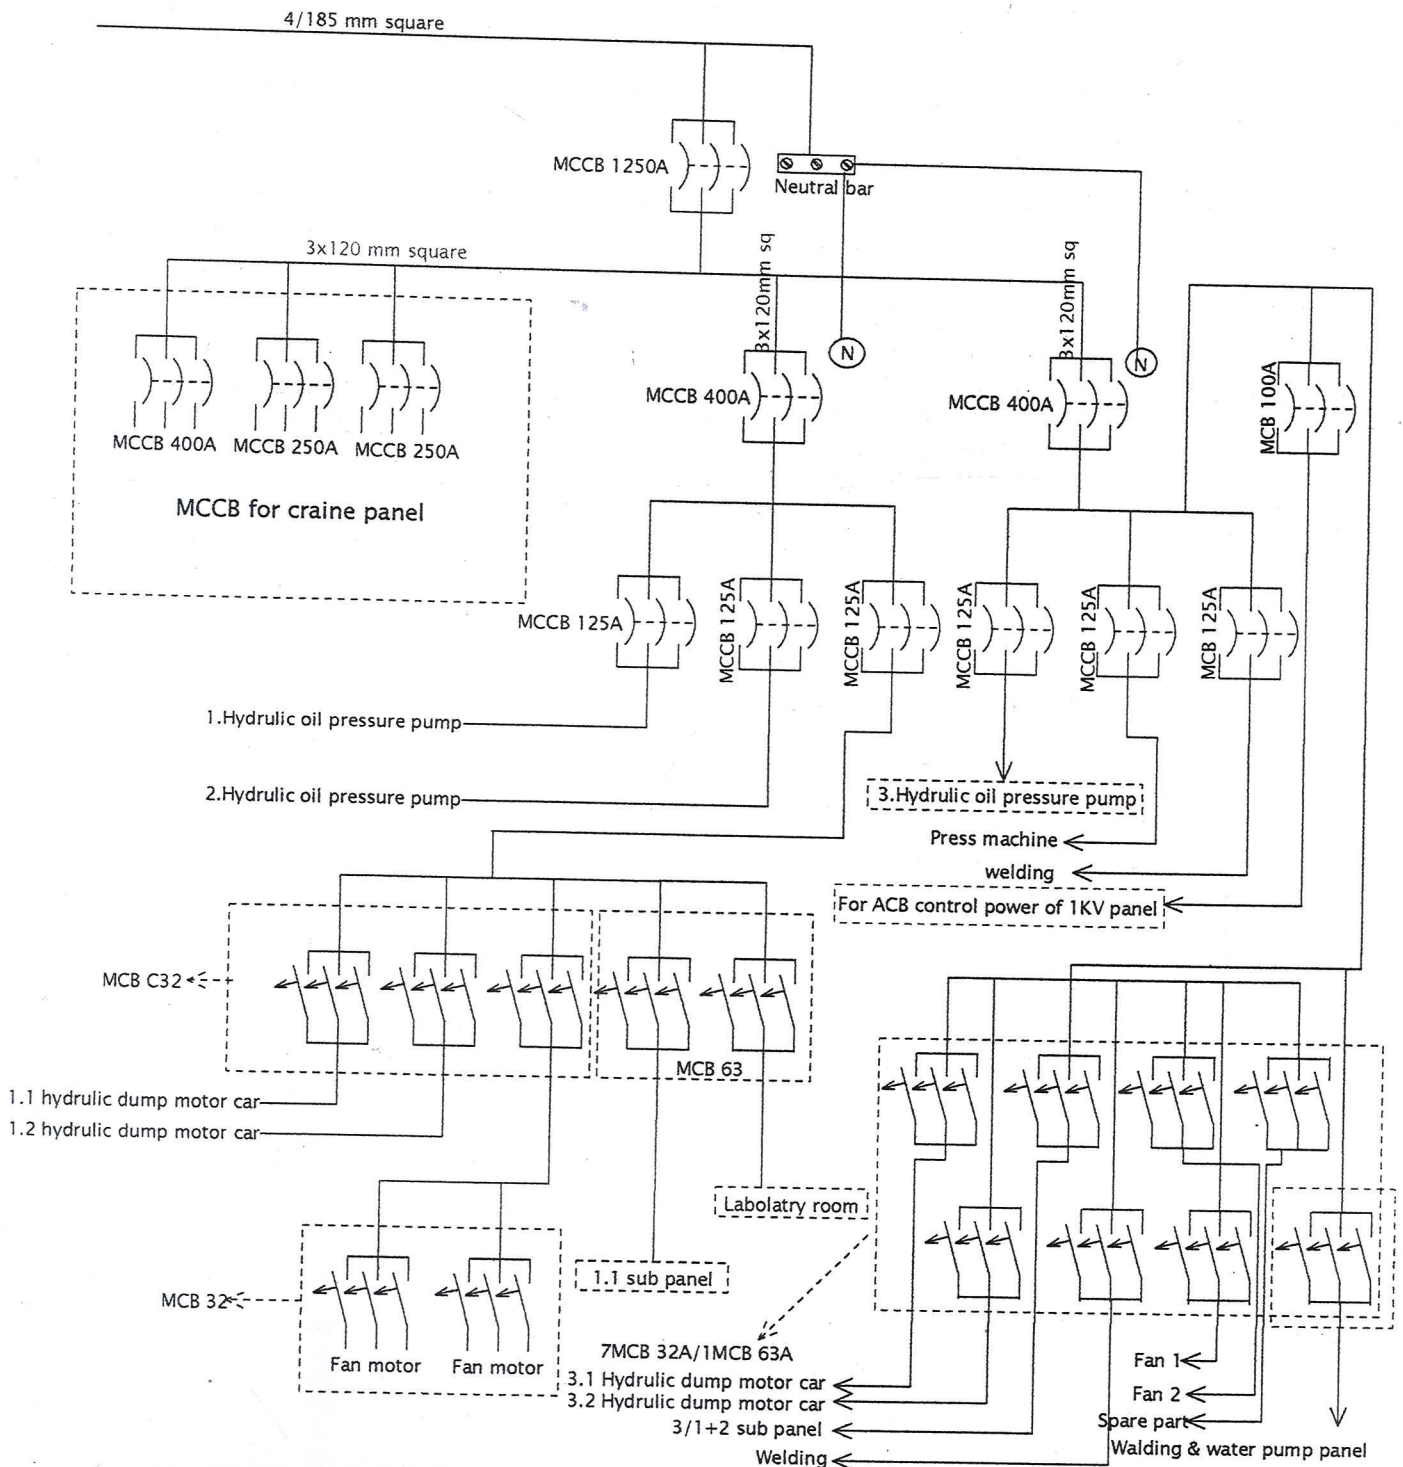 4/185 mm square
MCCB 1250A
Neutral bar
3x120 mm square
3x120mm sq
3x120mm sq
N
N
MCCB 400A
MCCB 400A
MCB 100A
MCCB 400A
MCCB 250A
MCCB 250A
MCCB for craine panel
MCCB 125A
MCCB 125A
MCCB 125A
MCCB 125A
MCCB 125A
MCB 125A
1.Hydrulic oil pressure pump
2.Hydrulic oil pressure pump
3.Hydrulic oil pressure pump
Press machine
welding
For ACB control power of 1KV panel
MCB C32
MCB 63
1.1 hydrulic dump motor car
1.2 hydrulic dump motor car
Labolatry room
1.1 sub panel
MCB 32
Fan motor
Fan motor
7MCB 32A/1MCB 63A
3.1 Hydrulic dump motor car
3.2 Hydrulic dump motor car
3/1+2 sub panel
Welding
Fan 1
Fan 2
Spare part
Walding & water pump panel